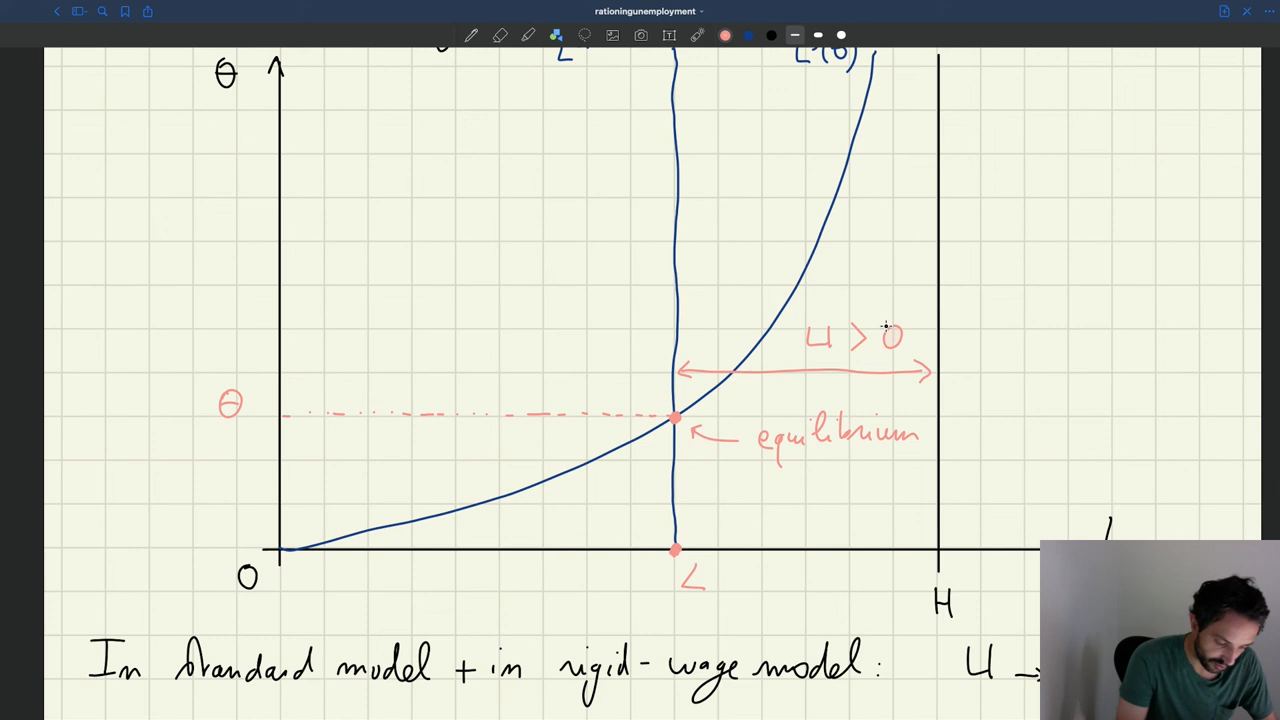 rationingunemployment
θ
u > 0
θ
equilibrium
L
0
H
In standard model + in rigid-wage model: u →